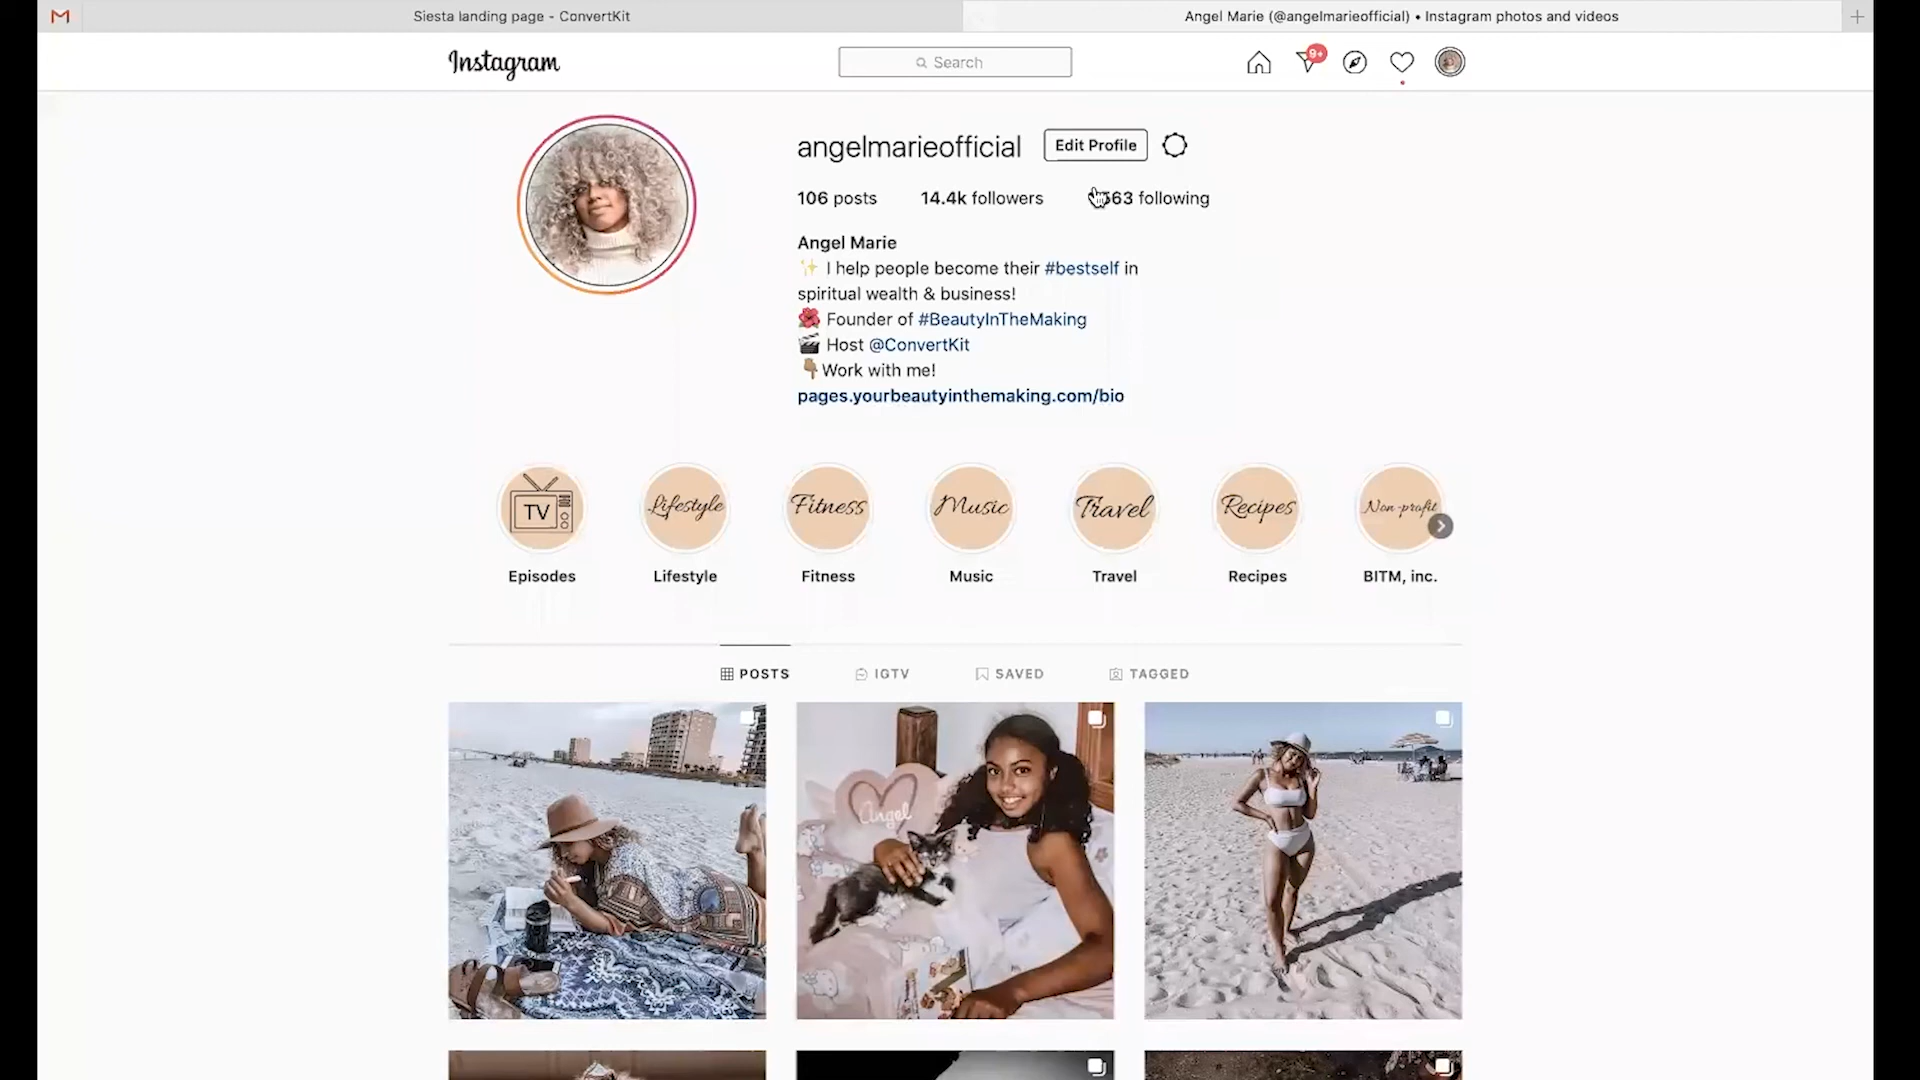 Siesta landing page - ConvertKit
Angel Marie (@angelmarieofficial) • Instagram photos and videos
Instagram
Search
9+
angelmarieofficial
Edit Profile
106 posts
14.4k followers
563 following
Angel Marie
✨ I help people become their #bestself in
spiritual wealth & business!
🌺 Founder of #BeautyInTheMaking
🎬 Host @ConvertKit
👇🏽Work with me!
pages.yourbeautyinthemaking.com/bio
TV
Lifestyle
Fitness
Music
Travel
Recipes
Non-profit
Episodes
Lifestyle
Fitness
Music
Travel
Recipes
BITM, inc.
POSTS
IGTV
SAVED
TAGGED
Angel